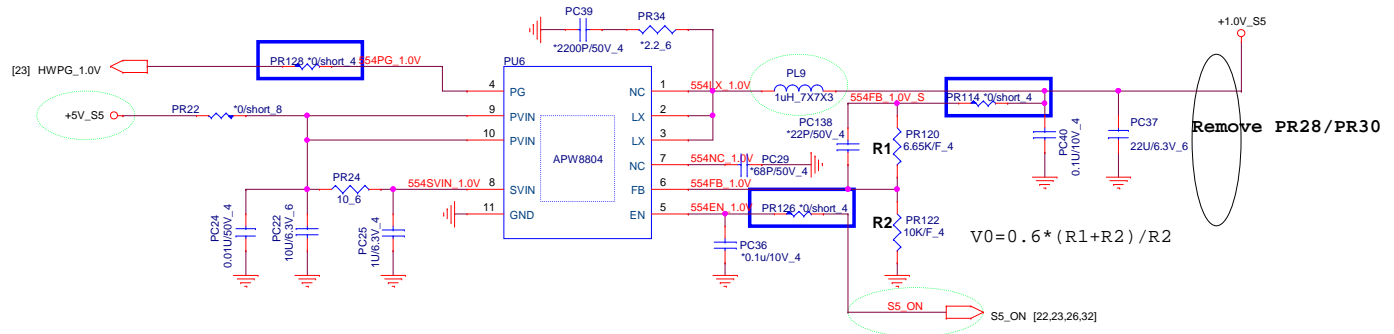 PC39
*2200P/50V_4
PR34
*2.2_6
+1.0V_S5
[23] HWPG_1.0V
PR128 *0/short_4
554PG_1.0V
PU6
4
PG
NC
1
554LX_1.0V
PL9
1uH_7X7X3
554FB_1.0V_S
PR114 *0/short_4
+5V_S5
PR22
*0/short_8
9
PVIN
LX
2
10
PVIN
LX
3
APW8804
NC
7
554NC_1.0V
PC29
*68P/50V_4
PC138
*22P/50V_4
R1
PR120
6.65K/F_4
PC40
0.1U/10V_4
PC37
22U/6.3V_6
Remove PR28/PR30
PR24
10_6
554SVIN_1.0V
8
SVIN
FB
6
554FB_1.0V
11
GND
EN
5
554EN_1.0V
PR126 *0/short_4
R2
PR122
10K/F_4
V0=0.6*(R1+R2)/R2
PC24
0.01U/50V_4
PC22
10U/6.3V_6
PC25
1U/6.3V_4
PC36
*0.1u/10V_4
S5_ON
S5_ON [22,23,26,32]